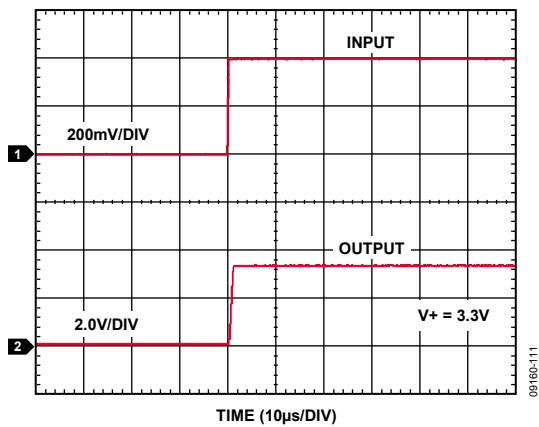 INPUT
200mV/DIV
1
OUTPUT
2.0V/DIV
V+ = 3.3V
2
09160-111
TIME (10µs/DIV)